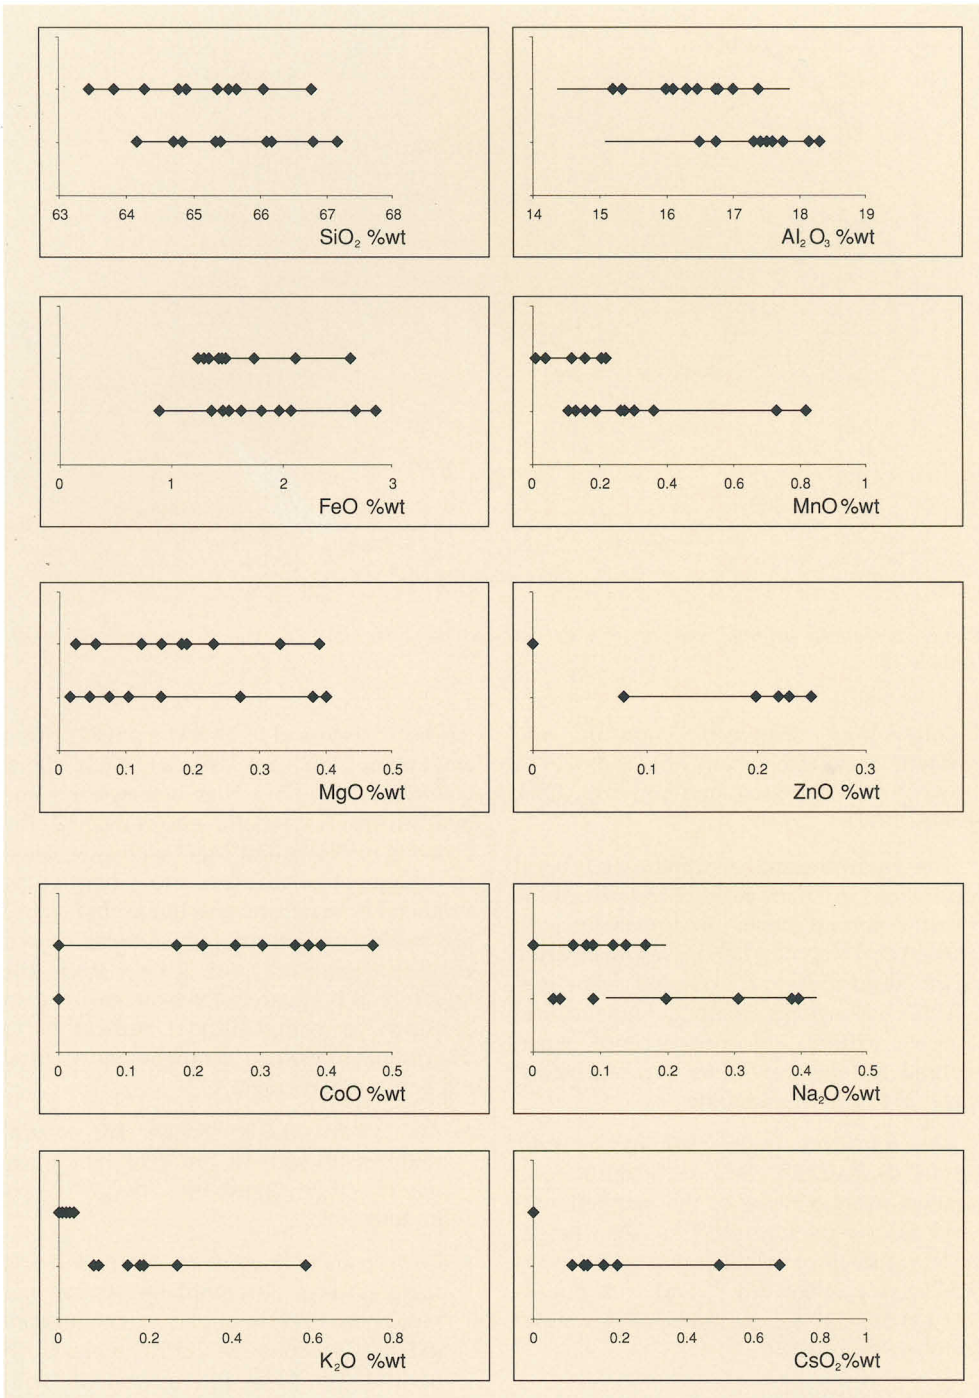 63 64 65 66 67 68
SiO₂ %wt
14 15 16 17 18 19
Al₂O₃ %wt
0 1 2 3
FeO %wt
0 0.2 0.4 0.6 0.8 1
MnO %wt
0 0.1 0.2 0.3 0.4 0.5
MgO %wt
0 0.1 0.2 0.3
ZnO %wt
0 0.1 0.2 0.3 0.4 0.5
CoO %wt
0 0.1 0.2 0.3 0.4 0.5
Na₂O %wt
0 0.2 0.4 0.6 0.8
K₂O %wt
0 0.2 0.4 0.6 0.8 1
CsO₂ %wt